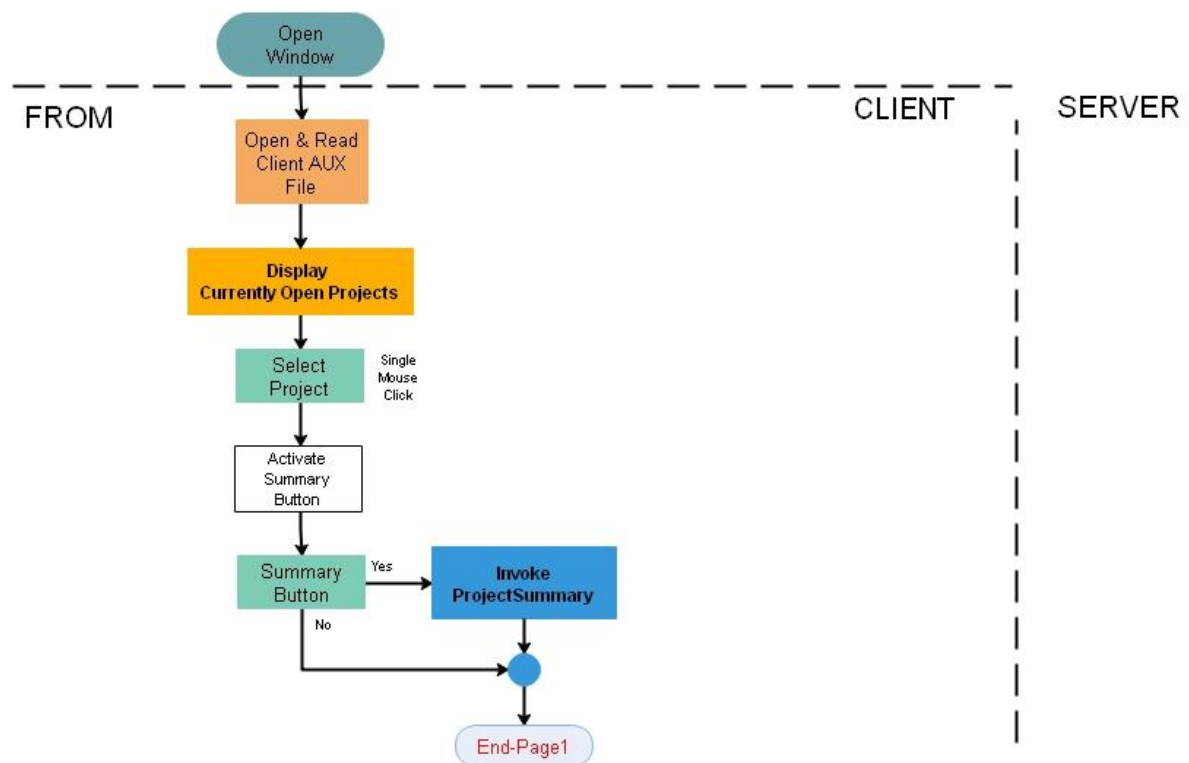 Open
Window
FROM
CLIENT
SERVER
Open & Read
Client AUX
File
Display
Currently Open Projects
Select
Project
Single
Mouse
Click
Activate
Summary
Button
Summary
Button
Yes
Invoke
ProjectSummary
No
End-Page1